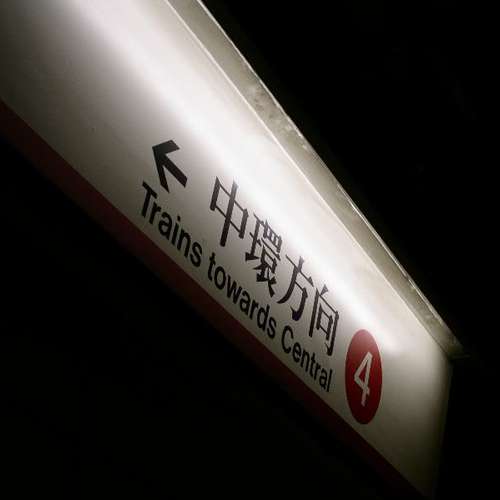 中環方向
Trains towards Central
4